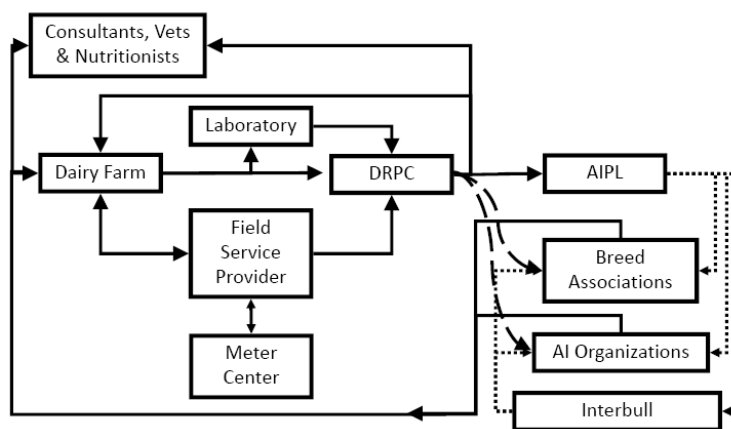 Consultants, Vets
& Nutritionists
Laboratory
Dairy Farm
DRPC
AIPL
Field
Service
Provider
Breed
Associations
Meter
Center
AI Organizations
Interbull